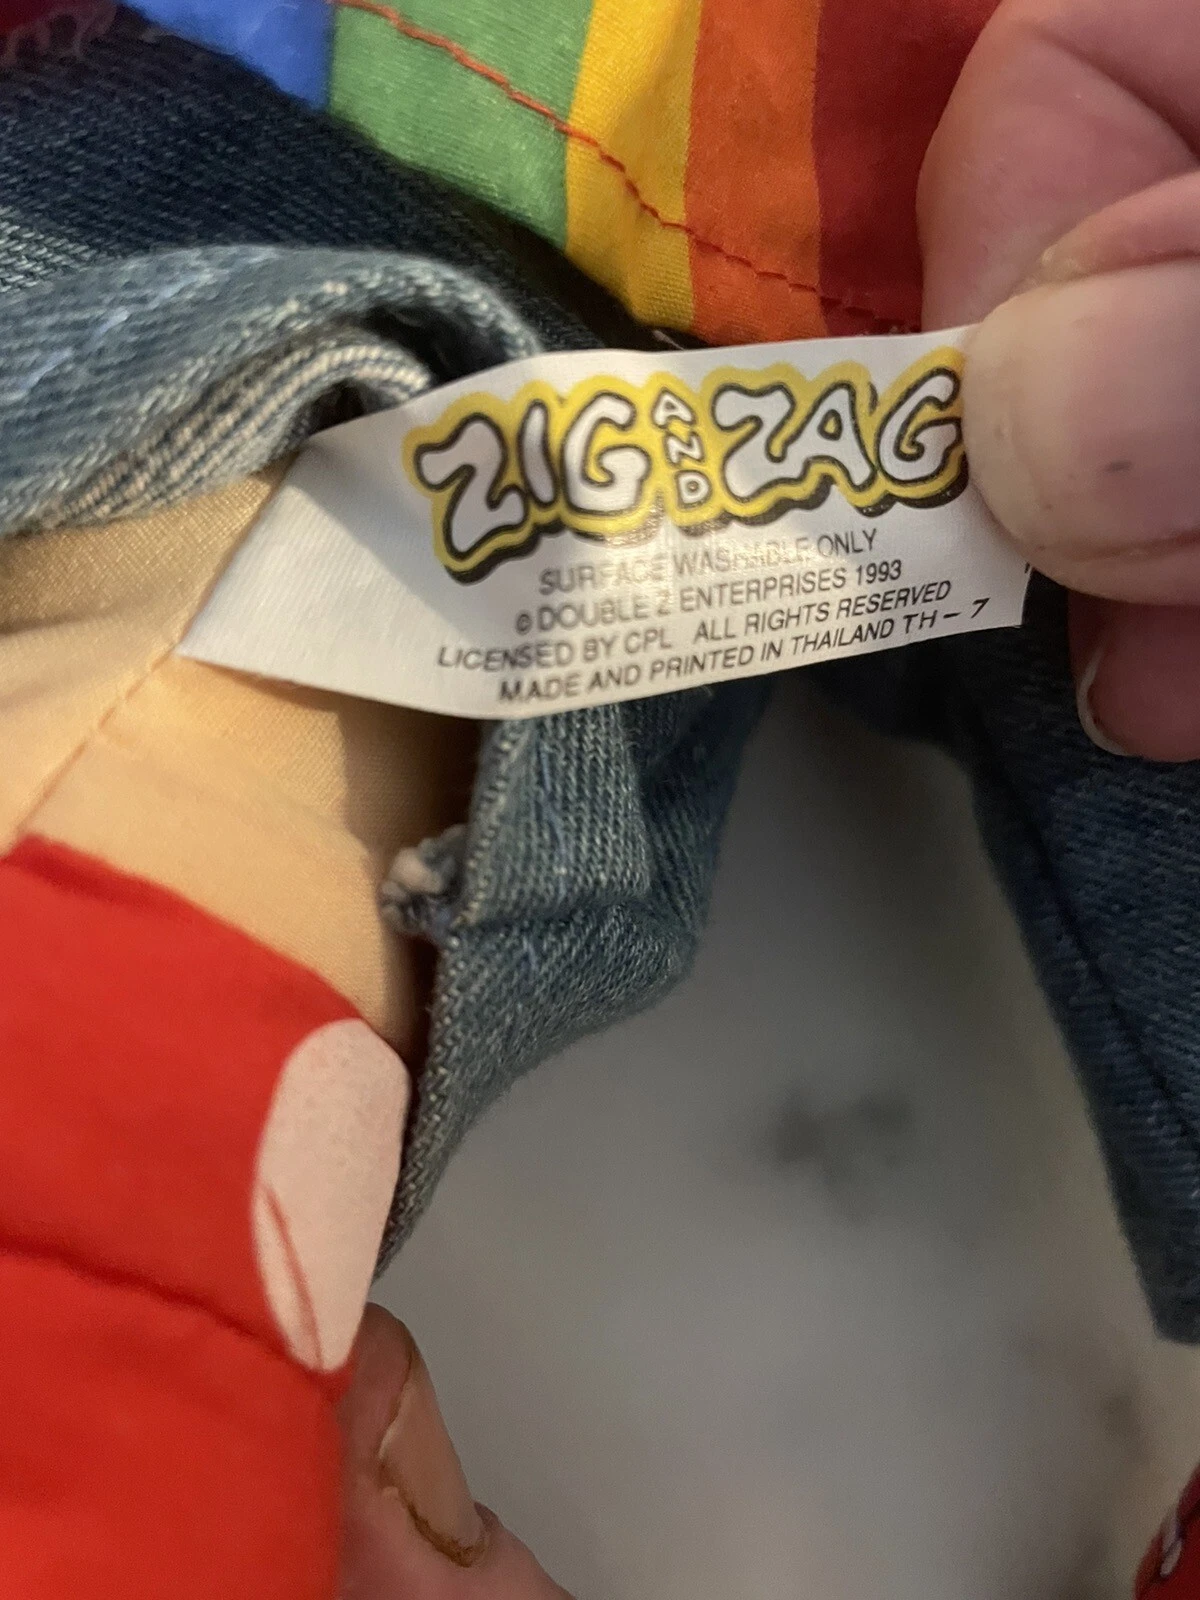 ZIG AND ZAG
SURFACE WASHABLE ONLY
© DOUBLE Z ENTERPRISES 1993
LICENSED BY CPL ALL RIGHTS RESERVED
MADE AND PRINTED IN THAILAND TH-7